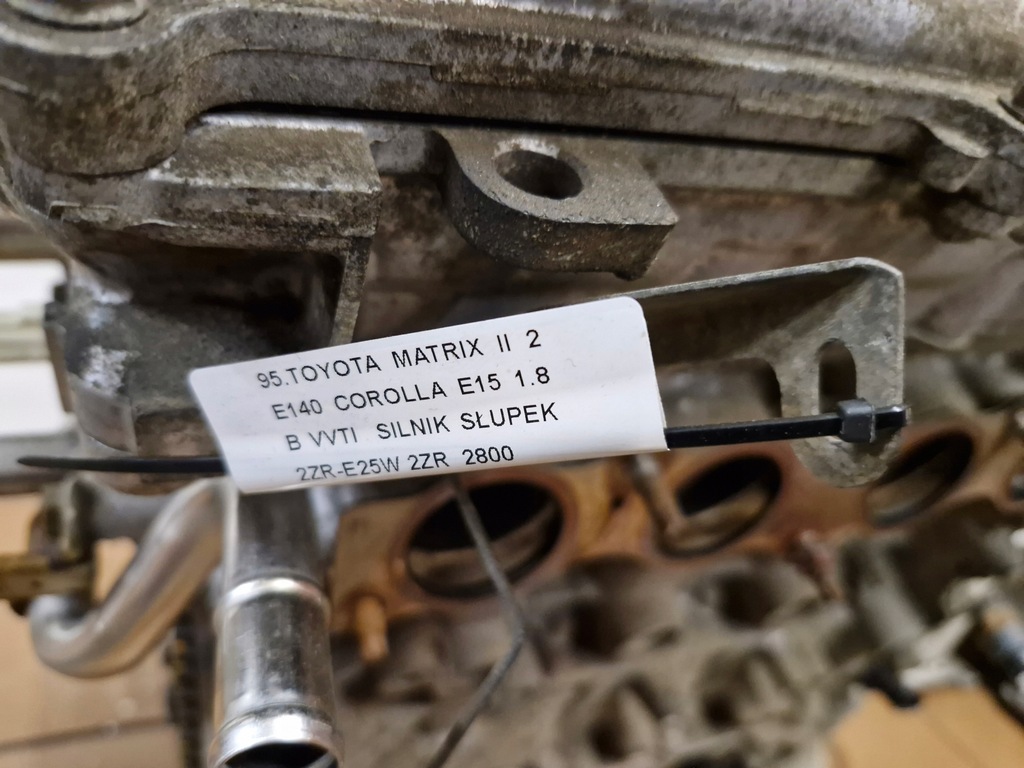 95.TOYOTA MATRIX II 2
E140 COROLLA E15 1.8
B VVTI SILNIK SŁUPEK
2ZR-E25W 2ZR 2800